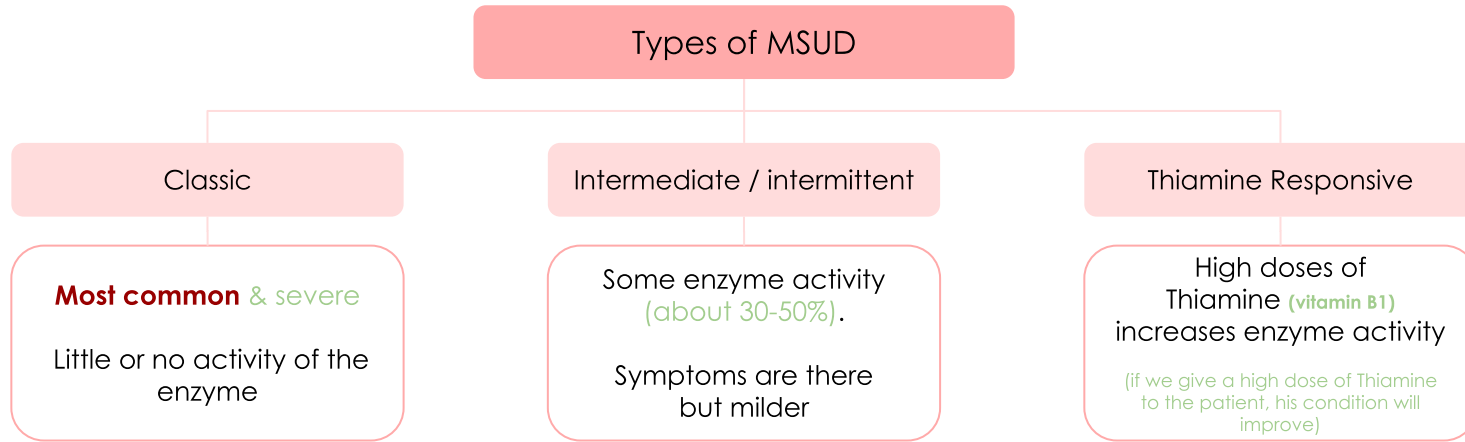 Types of MSUD
Classic
Most common & severe
Little or no activity of the
enzyme
Intermediate / intermittent
Some enzyme activity
(about 30-50%).
Symptoms are there
but milder
Thiamine Responsive
High doses of
Thiamine (vitamin B1)
increases enzyme activity
(if we give a high dose of Thiamine
to the patient, his condition will
improve)